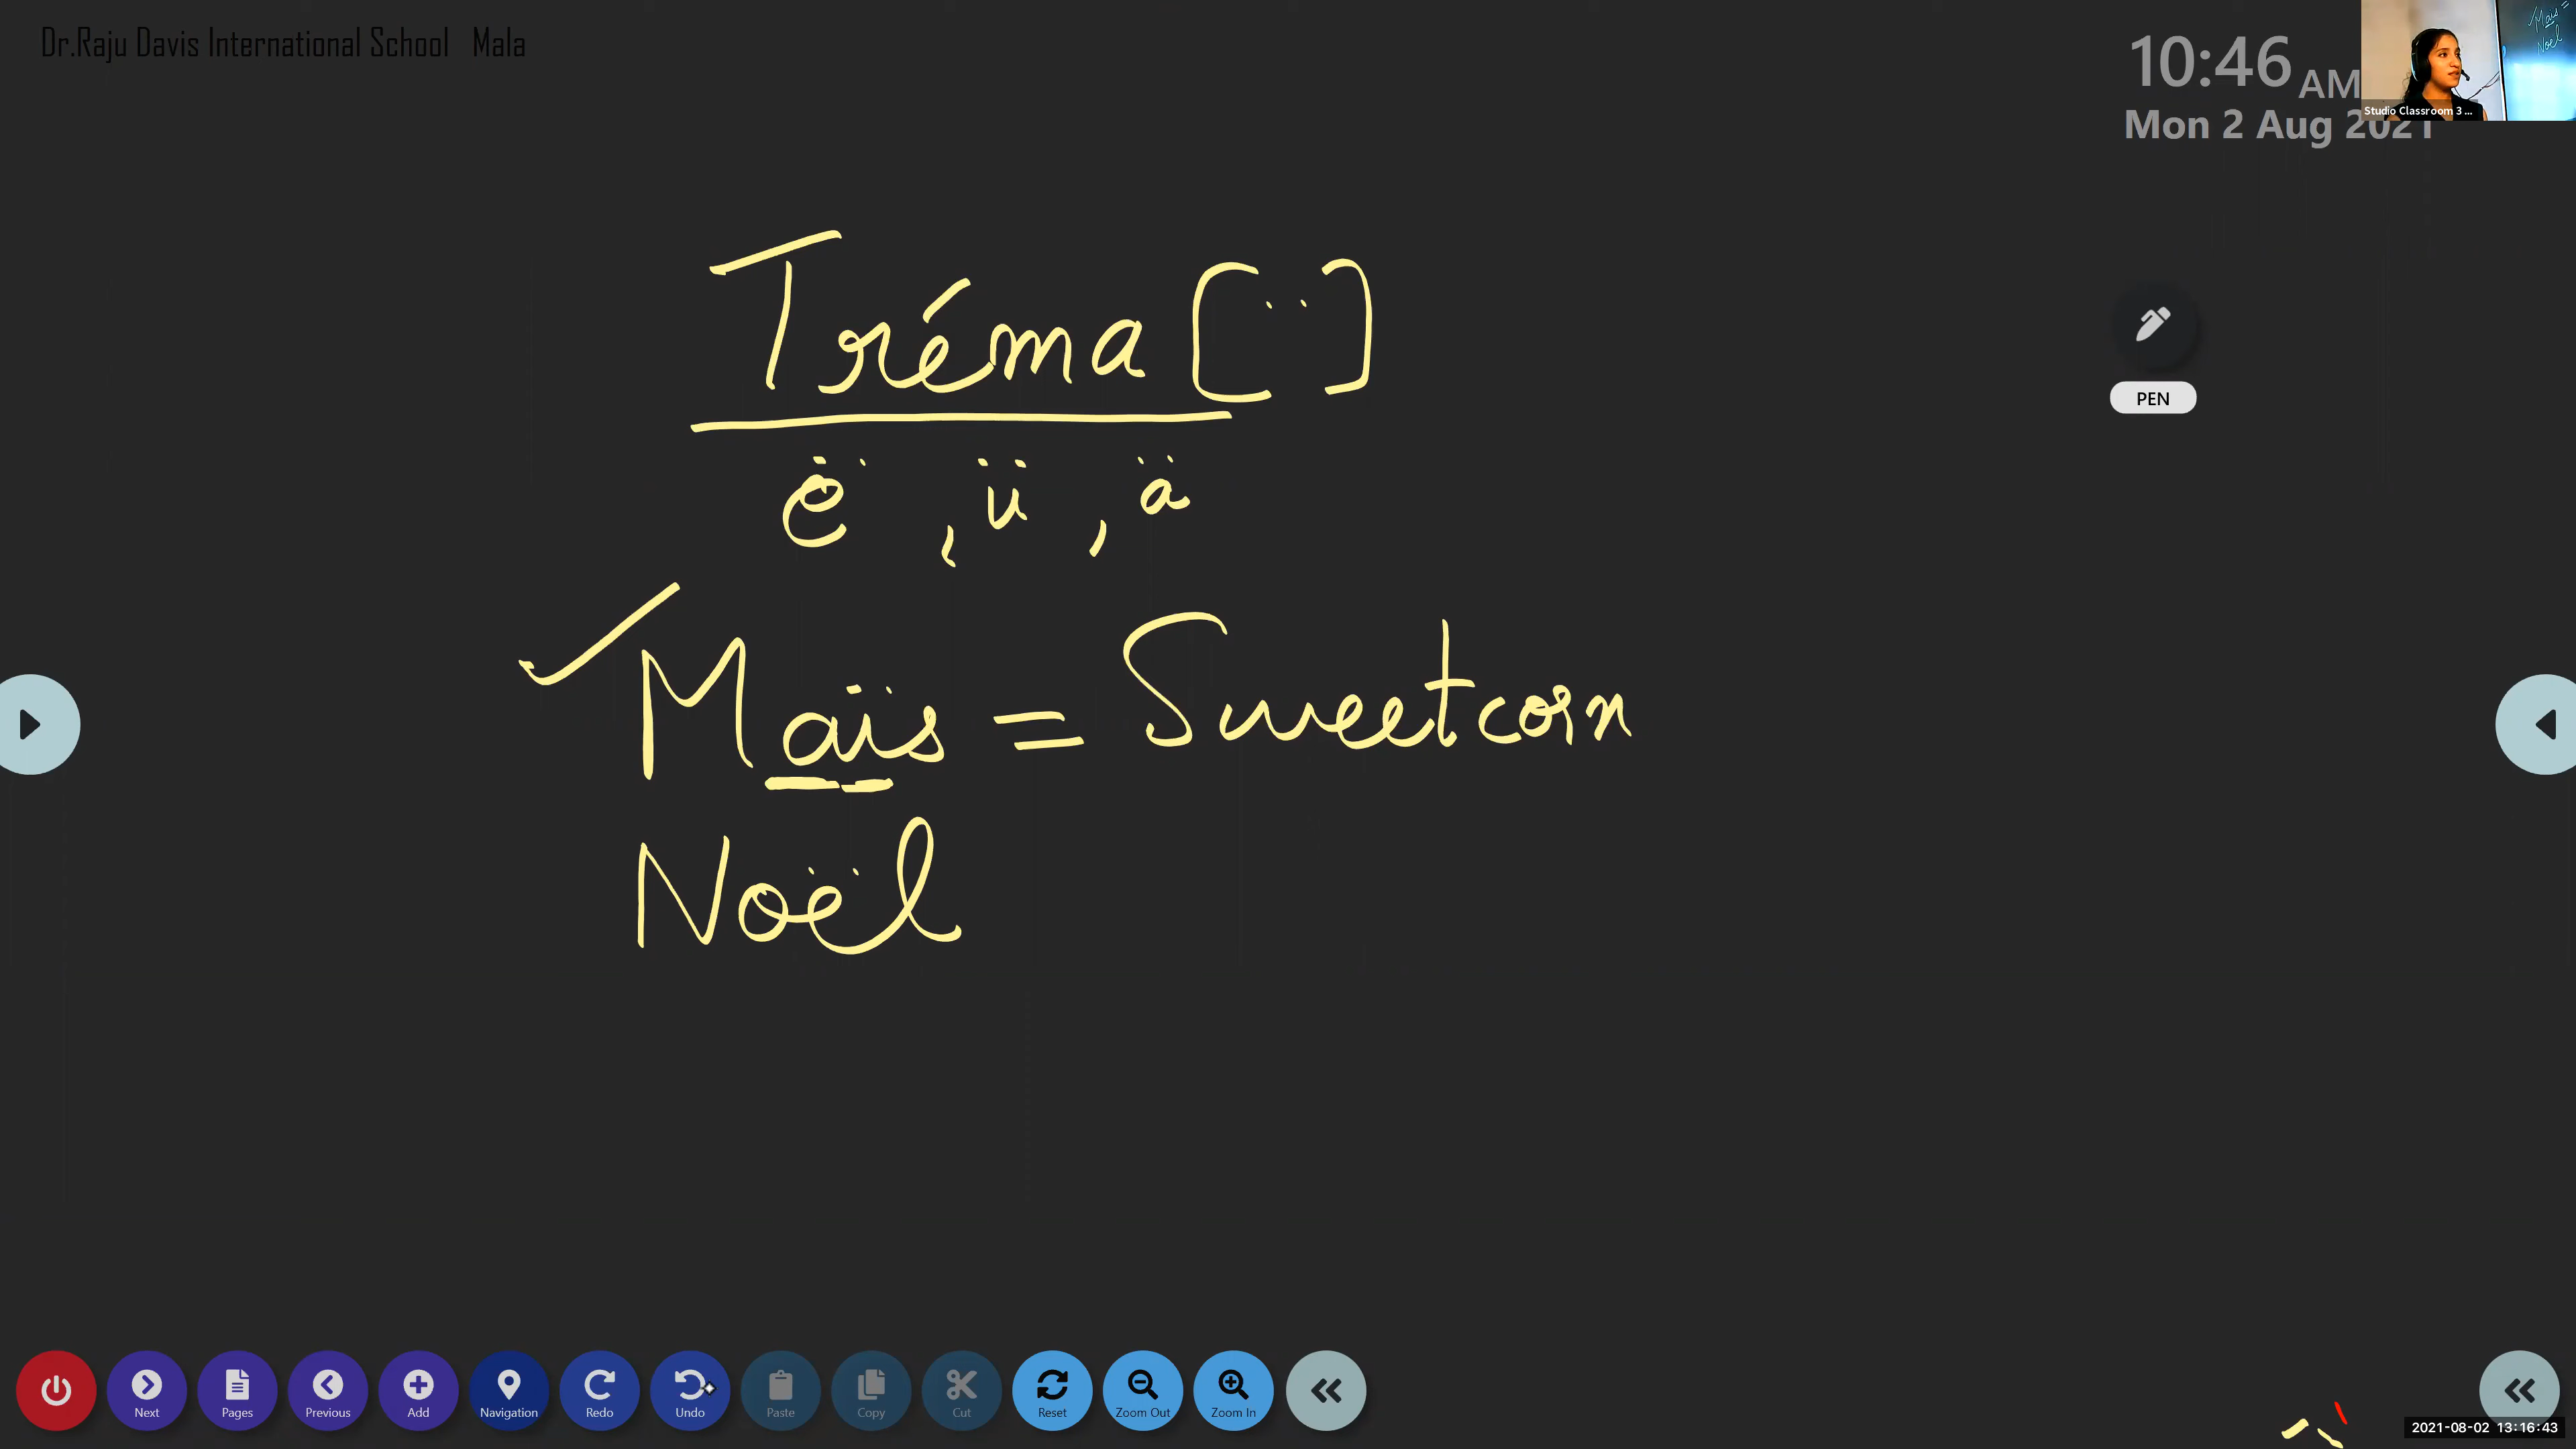 Dr.Raju Davis International School Mala
10:46 AM
Mon 2 Aug 2021
Maïs =
Noël
Studio Classroom 3 ...
Tréma [¨]
PEN
ë , ü , ä
Maïs = Sweetcorn
Noël
Next Pages Previous Add Navigation Redo Undo Paste Copy Cut Reset Zoom Out Zoom In
2021-08-02 13:16:43